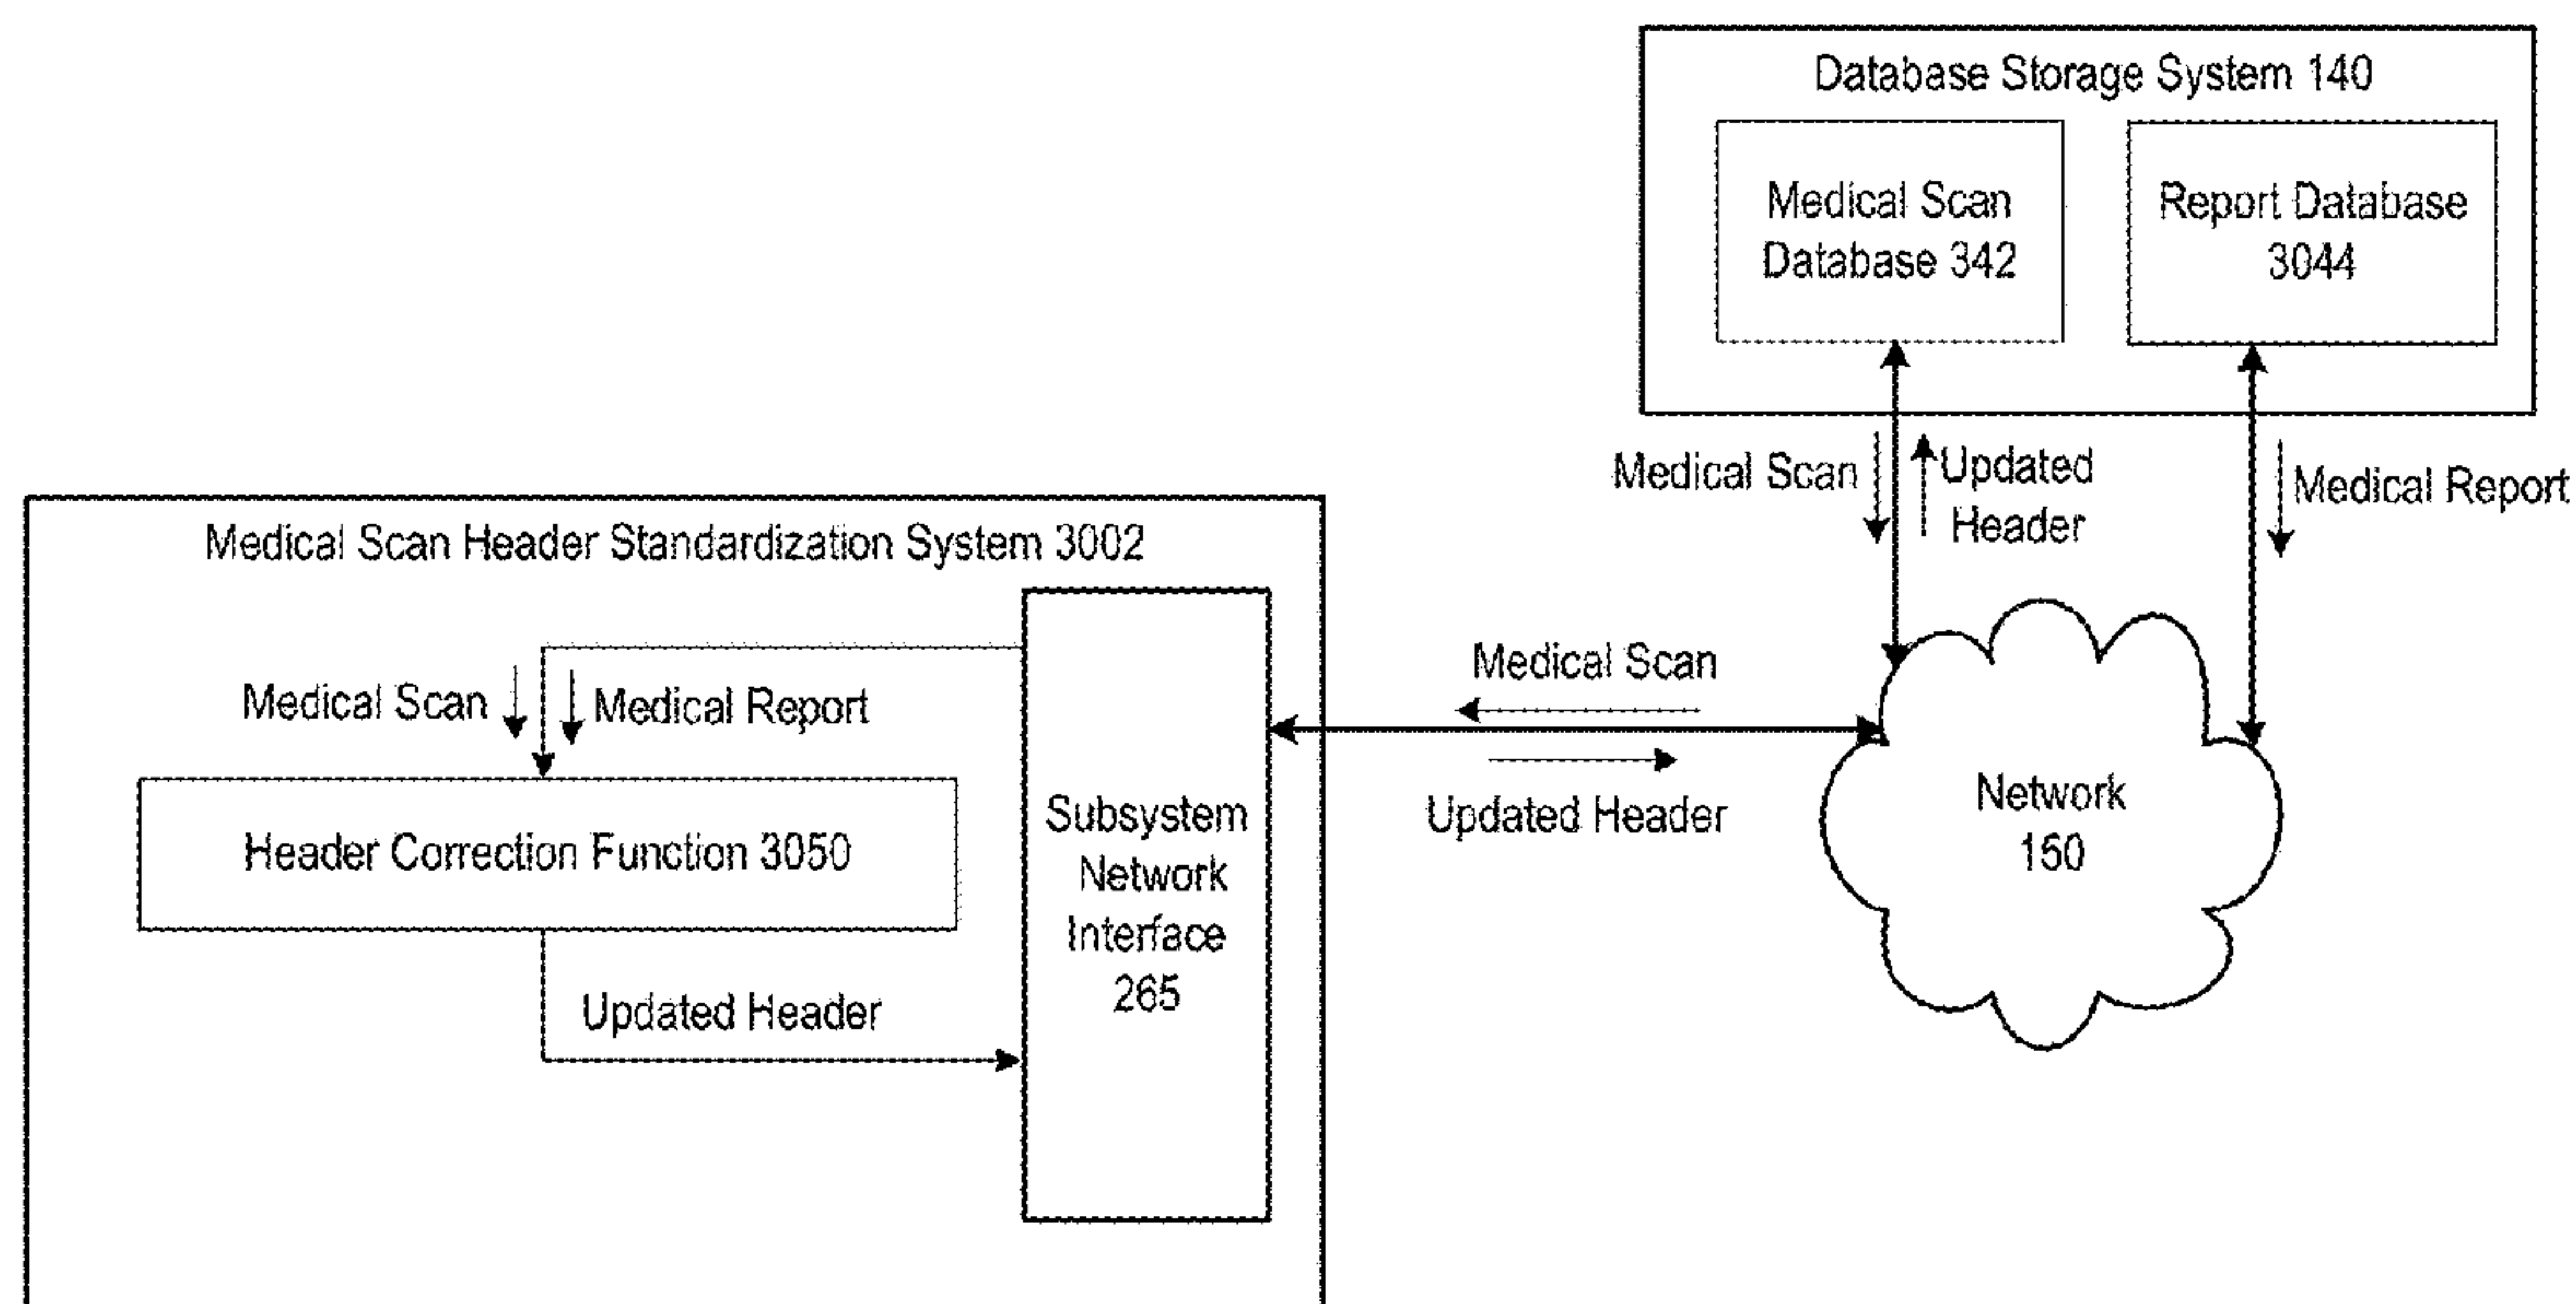 Database Storage System 140
Medical Scan
Database 342
Report Database
3044
Medical Scan
Updated
Header
Medical Report
Medical Scan Header Standardization System 3002
Medical Scan
Medical Report
Header Correction Function 3050
Updated Header
Subsystem
Network
Interface
265
Medical Scan
Updated Header
Network
150